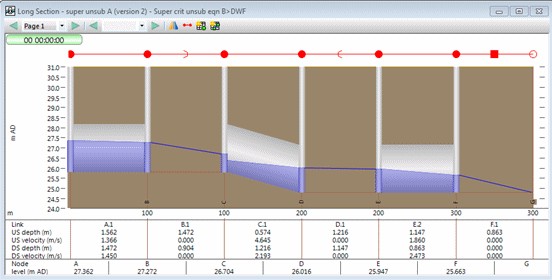 Long Section - super unsub A (version 2) - Super crit unsub eqn B>DWF
Page 1
00 00:00:00
m AD
31.0
30.0
29.5
29.0
28.5
28.0
27.5
27.0
26.5
26.0
25.5
25.0
24.0
m 100 100 200 200 300 300
A B C D E F
Link A.1 B.1 C.1 D.1 E.2 F.1
US depth (m) 1.562 1.472 0.574 1.216 1.147 0.863
US velocity (m/s) 1.366 0.000 4.645 0.000 1.860 0.000
DS depth (m) 1.472 0.904 1.216 1.147 0.863
DS velocity (m/s) 1.450 0.000 2.193 0.000 2.473 0.000
Node A B C D E F G
level (m AD) 27.362 27.272 26.704 26.016 25.947 25.663